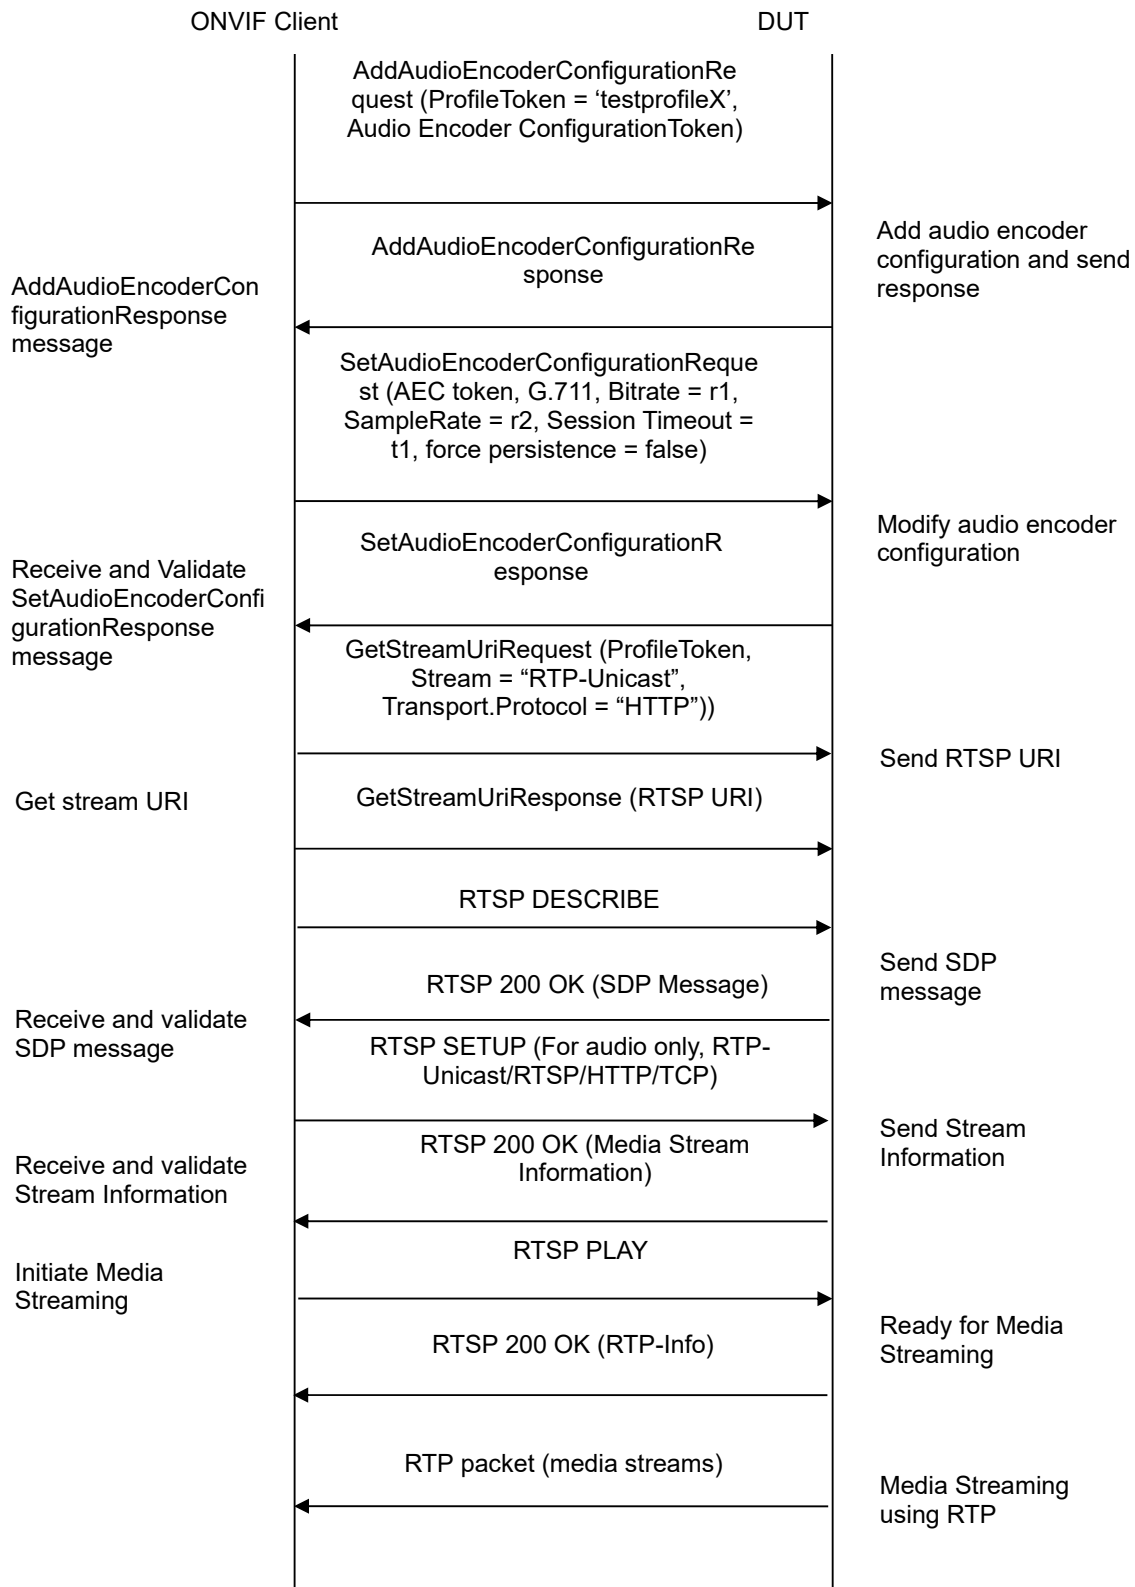 ONVIF Client
DUT
AddAudioEncoderConfigurationRe
quest (ProfileToken = ‘testprofileX’,
Audio Encoder ConfigurationToken)
Add audio encoder
configuration and send
response
AddAudioEncoderConfigurationRe
sponse
AddAudioEncoderCon
figurationResponse
message
SetAudioEncoderConfigurationReque
st (AEC token, G.711, Bitrate = r1,
SampleRate = r2, Session Timeout =
t1, force persistence = false)
Modify audio encoder
configuration
SetAudioEncoderConfigurationR
esponse
Receive and Validate
SetAudioEncoderConfi
gurationResponse
message
GetStreamUriRequest (ProfileToken,
Stream = “RTP-Unicast”,
Transport.Protocol = “HTTP”))
Send RTSP URI
Get stream URI
GetStreamUriResponse (RTSP URI)
RTSP DESCRIBE
Send SDP
message
RTSP 200 OK (SDP Message)
Receive and validate
SDP message
RTSP SETUP (For audio only, RTP-
Unicast/RTSP/HTTP/TCP)
Send Stream
Information
RTSP 200 OK (Media Stream
Information)
Receive and validate
Stream Information
RTSP PLAY
Initiate Media
Streaming
Ready for Media
Streaming
RTSP 200 OK (RTP-Info)
RTP packet (media streams)
Media Streaming
using RTP